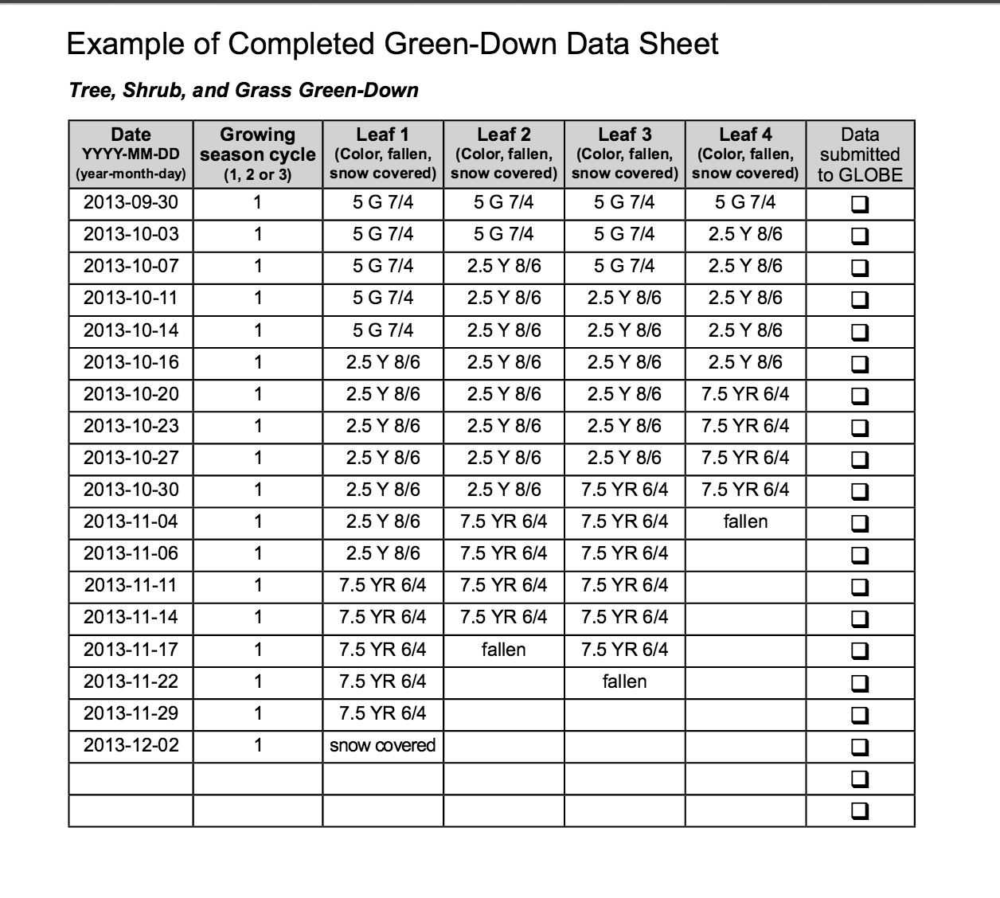 Example of Completed Green-Down Data Sheet
Tree, Shrub, and Grass Green-Down
Date Growing Leaf 1 Leaf 2 Leaf 3 Leaf 4 Data
YYYY-MM-DD season cycle (Color, fallen, (Color, fallen, (Color, fallen, (Color, fallen, submitted
(year-month-day) (1, 2 or 3) snow covered) snow covered) snow covered) snow covered) to GLOBE
2013-09-30 1 5 G 7/4 5 G 7/4 5 G 7/4 5 G 7/4
2013-10-03 1 5 G 7/4 5 G 7/4 5 G 7/4 2.5 Y 8/6
2013-10-07 1 5 G 7/4 2.5 Y 8/6 5 G 7/4 2.5 Y 8/6
2013-10-11 1 5 G 7/4 2.5 Y 8/6 2.5 Y 8/6 2.5 Y 8/6
2013-10-14 1 5 G 7/4 2.5 Y 8/6 2.5 Y 8/6 2.5 Y 8/6
2013-10-16 1 2.5 Y 8/6 2.5 Y 8/6 2.5 Y 8/6 2.5 Y 8/6
2013-10-20 1 2.5 Y 8/6 2.5 Y 8/6 2.5 Y 8/6 7.5 YR 6/4
2013-10-23 1 2.5 Y 8/6 2.5 Y 8/6 2.5 Y 8/6 7.5 YR 6/4
2013-10-27 1 2.5 Y 8/6 2.5 Y 8/6 2.5 Y 8/6 7.5 YR 6/4
2013-10-30 1 2.5 Y 8/6 2.5 Y 8/6 7.5 YR 6/4 7.5 YR 6/4
2013-11-04 1 2.5 Y 8/6 7.5 YR 6/4 7.5 YR 6/4 fallen
2013-11-06 1 2.5 Y 8/6 7.5 YR 6/4 7.5 YR 6/4
2013-11-11 1 7.5 YR 6/4 7.5 YR 6/4 7.5 YR 6/4
2013-11-14 1 7.5 YR 6/4 7.5 YR 6/4 7.5 YR 6/4
2013-11-17 1 7.5 YR 6/4 fallen 7.5 YR 6/4
2013-11-22 1 7.5 YR 6/4 fallen
2013-11-29 1 7.5 YR 6/4
2013-12-02 1 snow covered